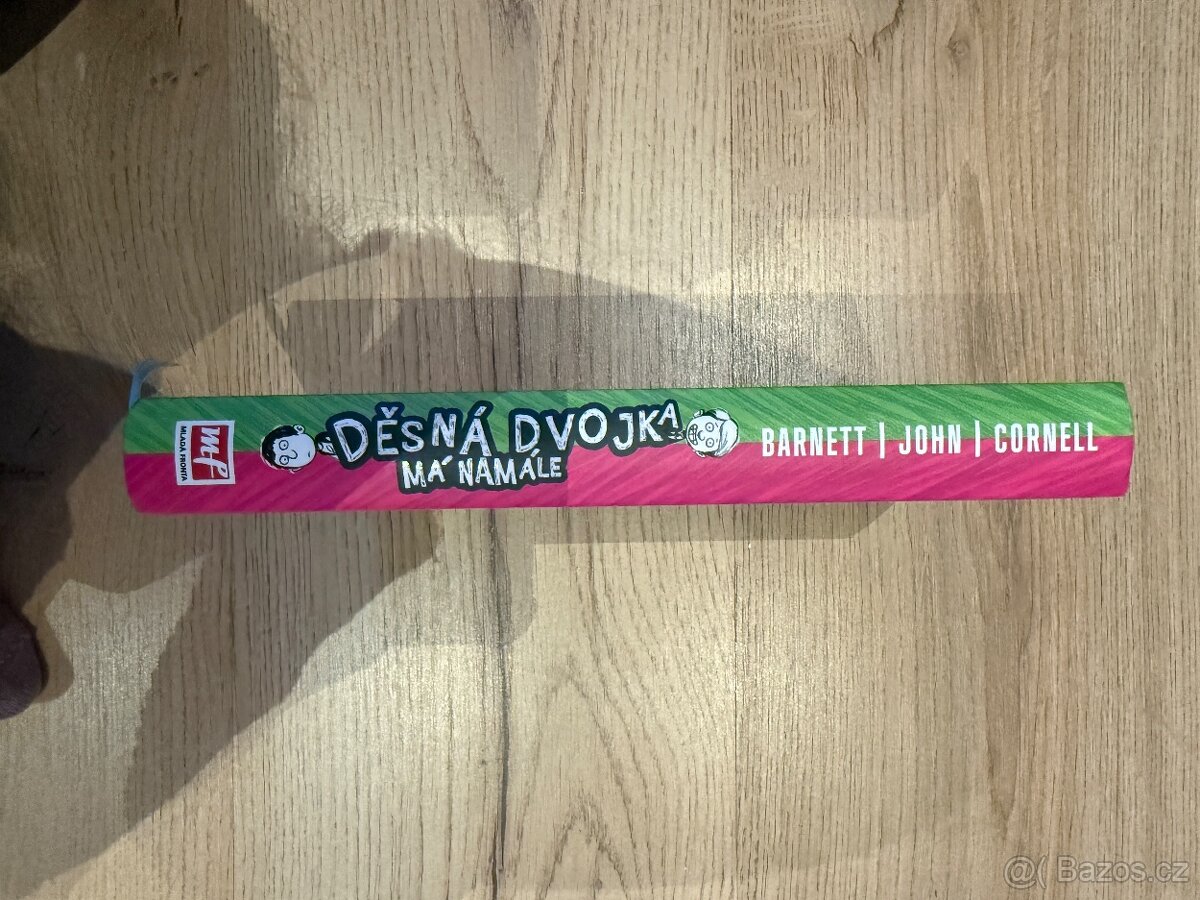 mf
MLADÁ FRONTA
DĚSNÁ DVOJKA
MÁ NAMÁLE
BARNETT | JOHN | CORNELL
@( Bazos.cz